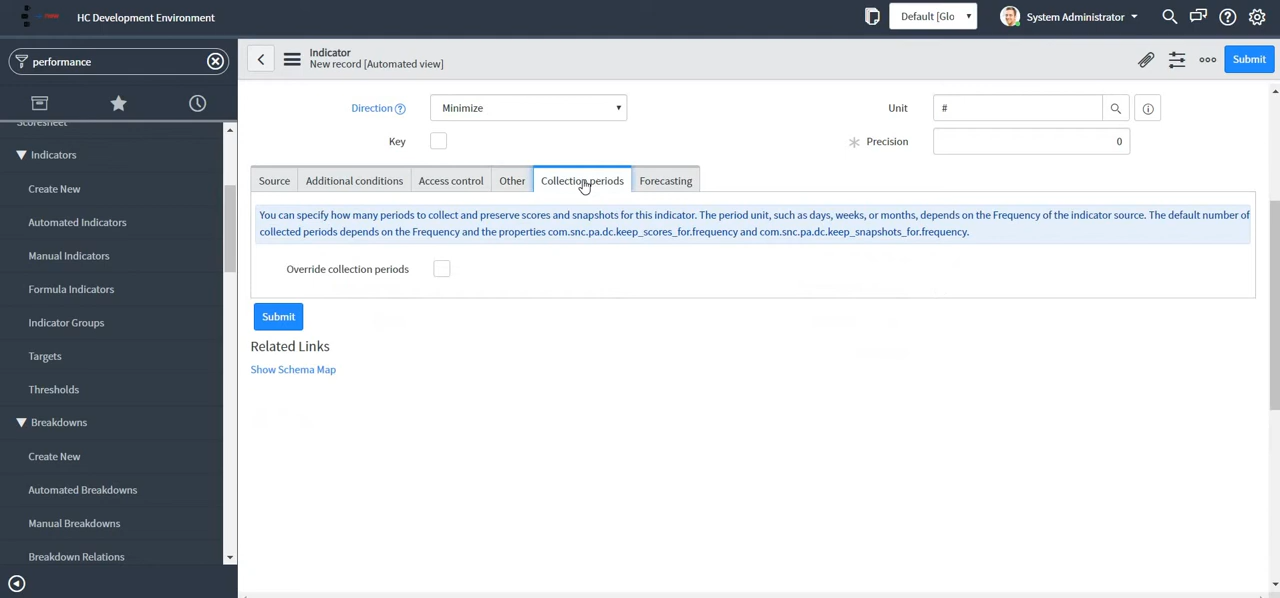 HC Development Environment
Default [Glo
System Administrator
performance
Indicator
New record [Automated view]
Submit
Scoresheet
Indicators
Create New
Automated Indicators
Manual Indicators
Formula Indicators
Indicator Groups
Targets
Thresholds
Breakdowns
Create New
Automated Breakdowns
Manual Breakdowns
Breakdown Relations
Direction
Minimize
Unit
#
Key
Precision
0
Source
Additional conditions
Access control
Other
Collection periods
Forecasting
You can specify how many periods to collect and preserve scores and snapshots for this indicator. The period unit, such as days, weeks, or months, depends on the Frequency of the indicator source. The default number of
collected periods depends on the Frequency and the properties com.snc.pa.dc.keep_scores_for.frequency and com.snc.pa.dc.keep_snapshots_for.frequency.
Override collection periods
Submit
Related Links
Show Schema Map